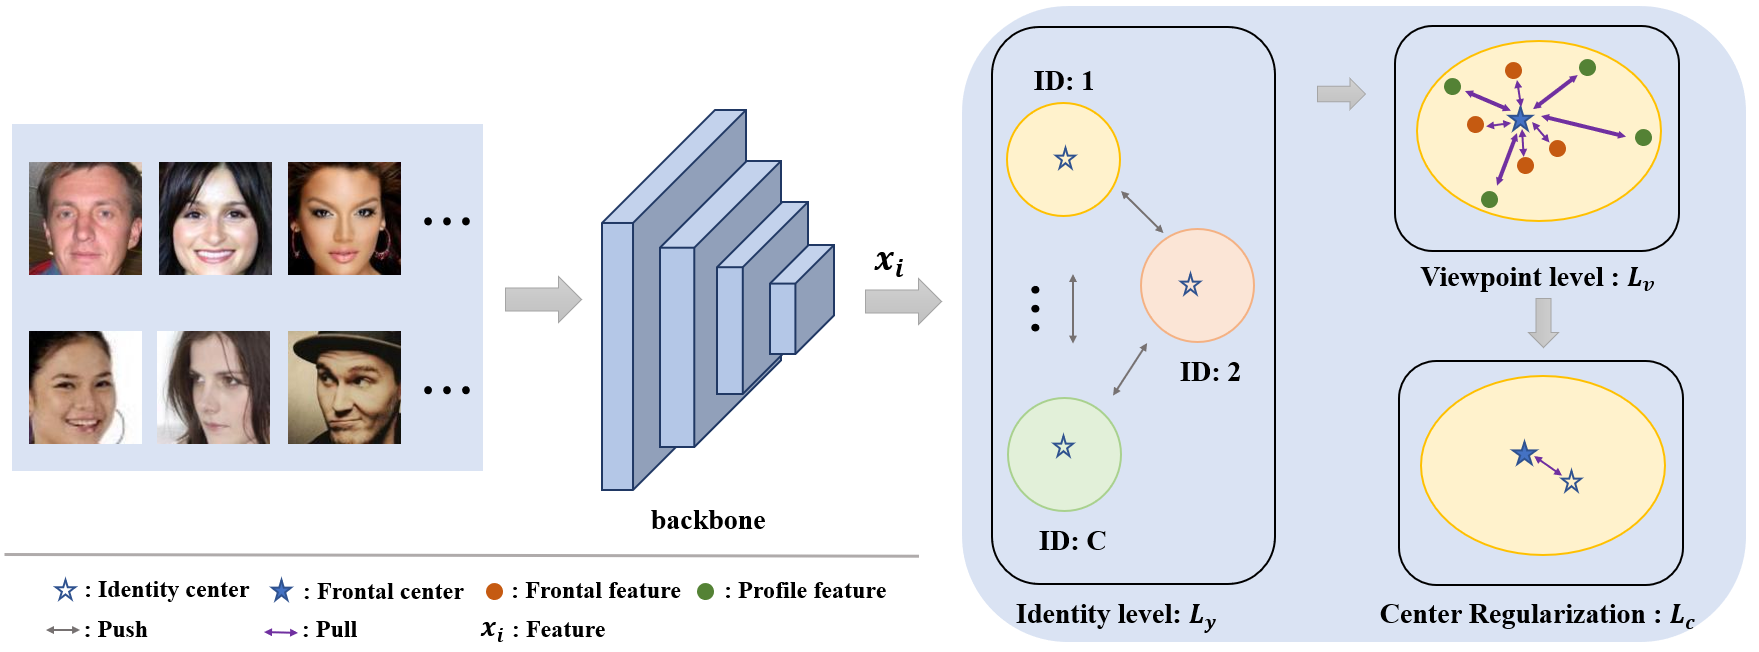 ID: 1
ID: 2
ID: C
Identity level: L_y
x_i
backbone
Viewpoint level : L_v
Center Regularization : L_c
: Identity center
: Frontal center
: Frontal feature
: Profile feature
: Push
: Pull
x_i : Feature